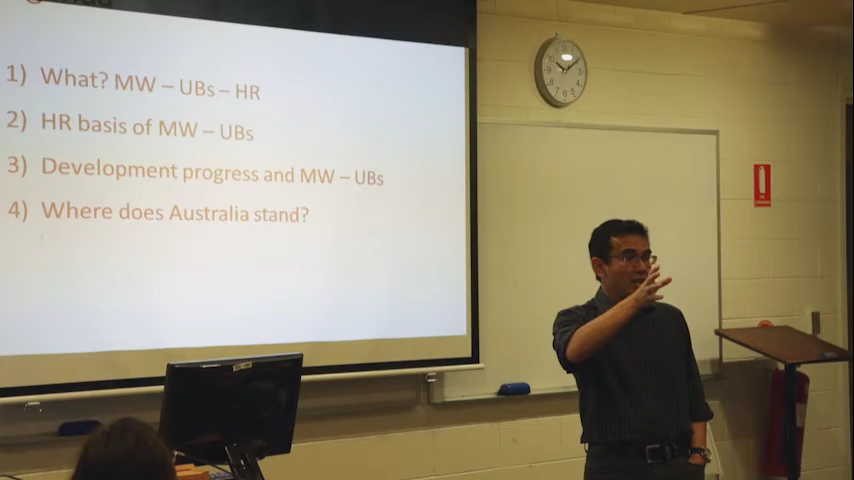 1) What? MW – UBs – HR
2) HR basis of MW – UBs
3) Development progress and MW – UBs
4) Where does Australia stand?